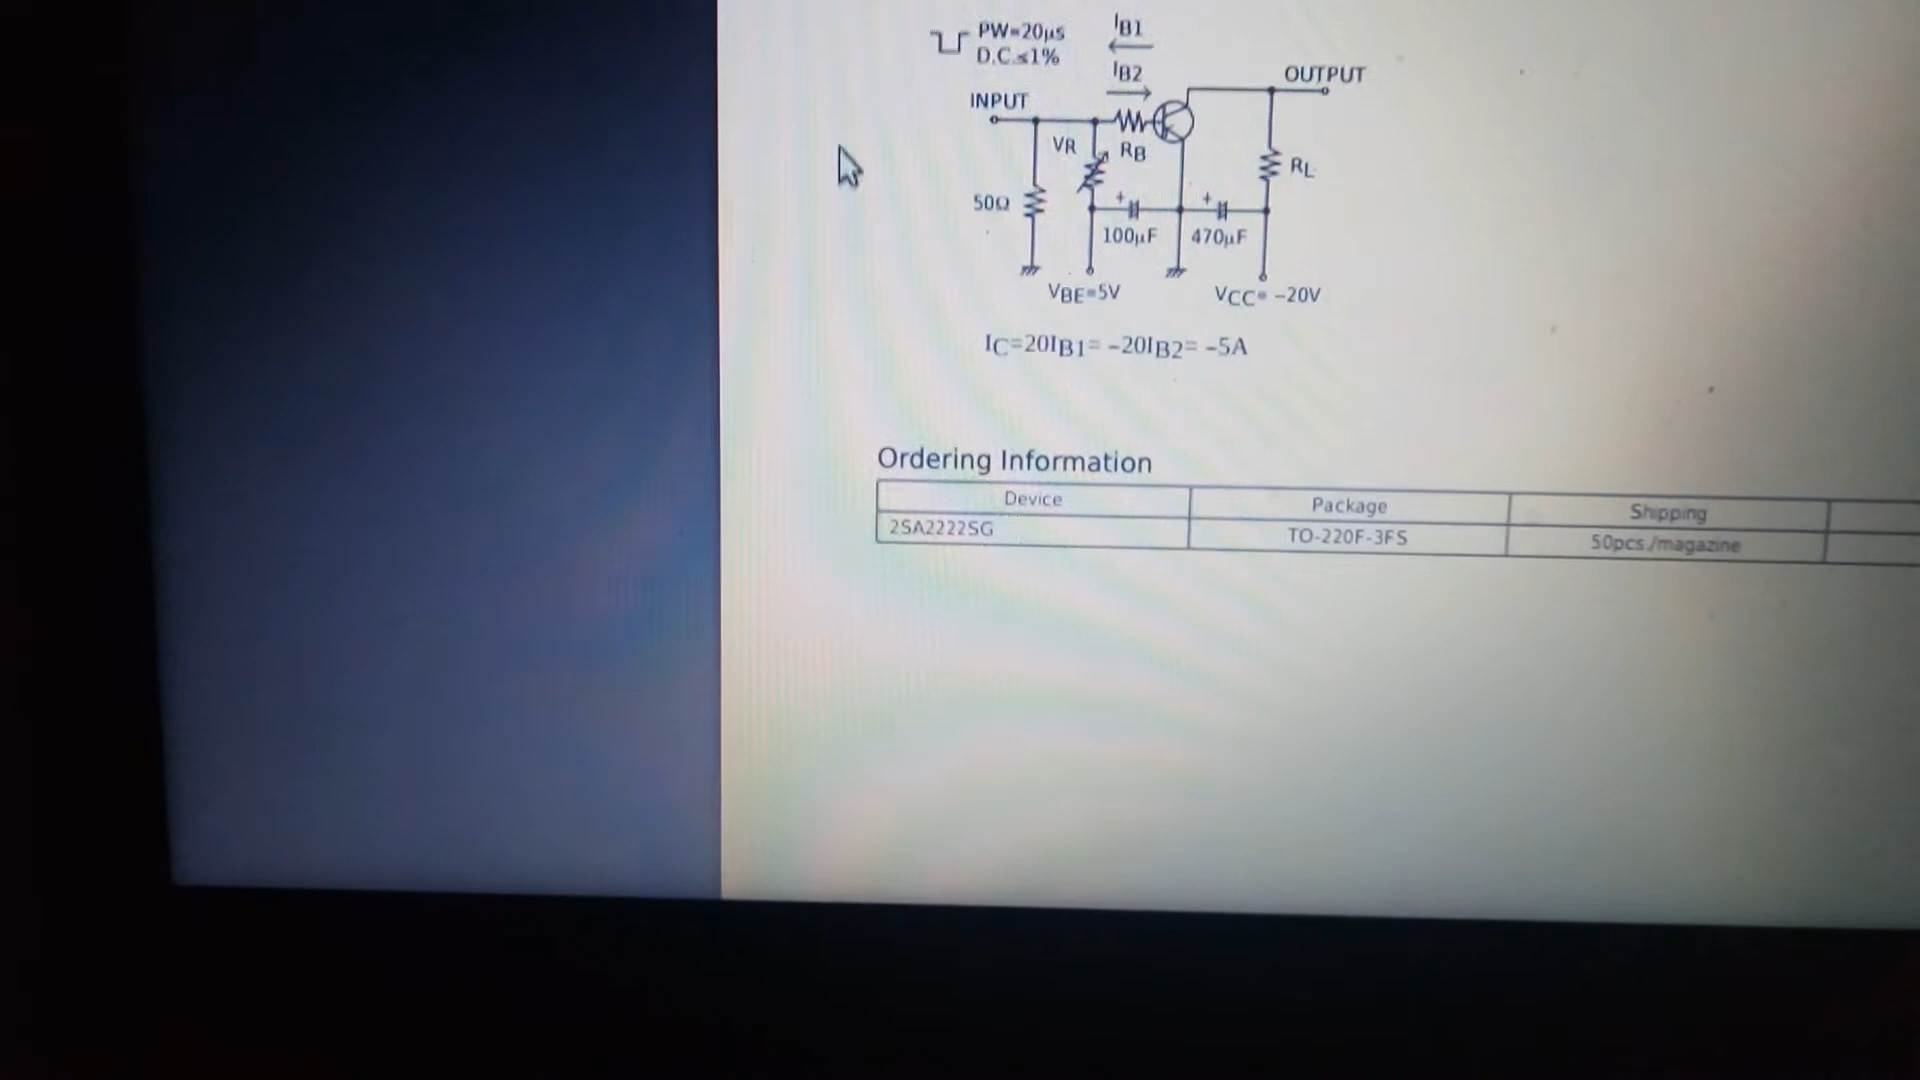 PW=20μs
D.C.≤1%
IB1
IB2
INPUT
OUTPUT
VR
RB
RL
50Ω
100μF
470μF
VBE=5V
VCC= -20V
IC=20IB1= -20IB2= -5A
Ordering Information
Device Package Shipping
2SA2222SG TO-220F-3FS 50pcs./magazine